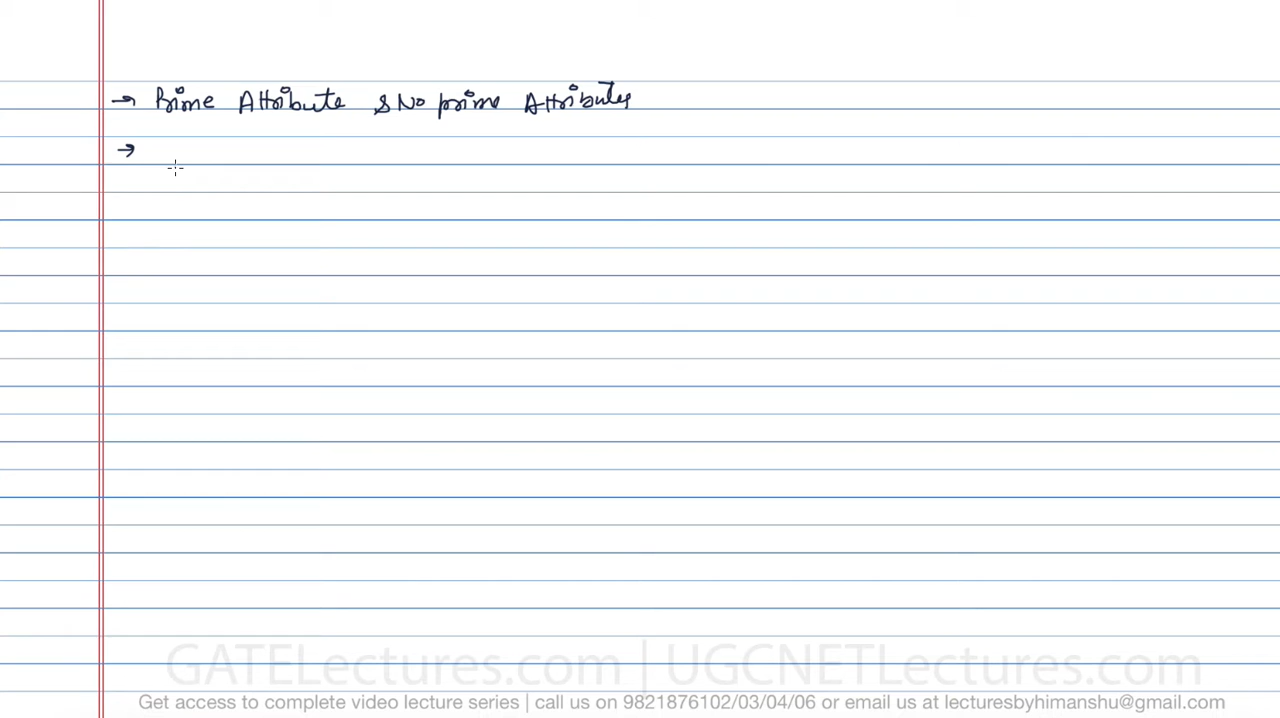 → Prime Attribute & No prime Attributes
→
GATELectures.com | UGCNETLectures.com
Get access to complete video lecture series | call us on 9821876102/03/04/06 or email us at lecturesbyhimanshu@gmail.com